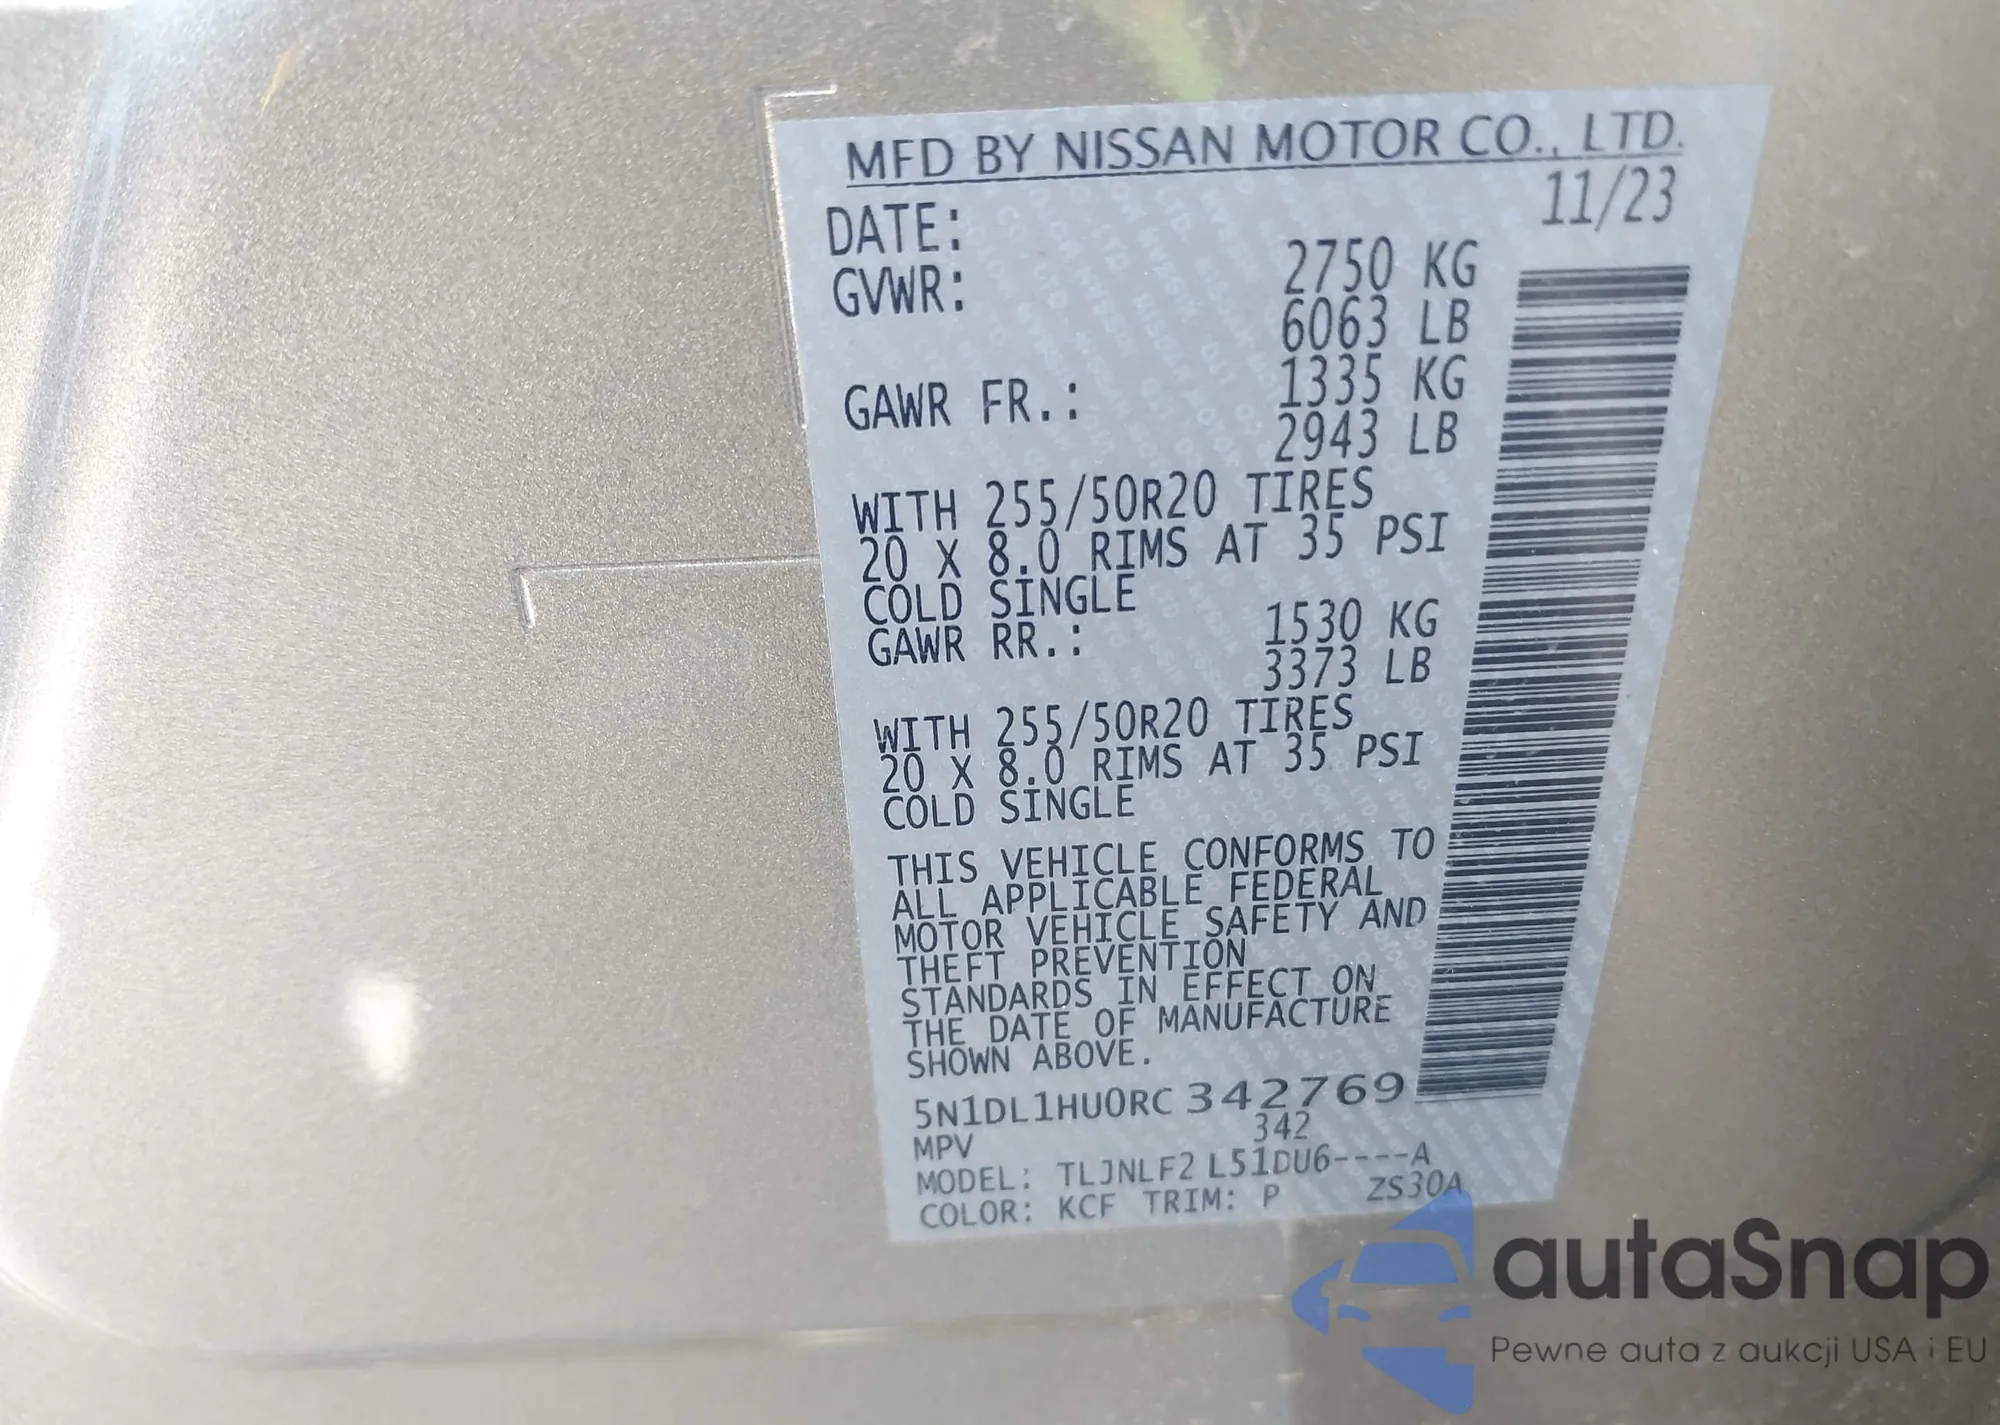 MFD BY NISSAN MOTOR CO., LTD.
DATE: 11/23
GVWR: 2750 KG
6063 LB
GAWR FR.: 1335 KG
2943 LB
WITH 255/50R20 TIRES
20 X 8.0 RIMS AT 35 PSI
COLD SINGLE
GAWR RR.: 1530 KG
3373 LB
WITH 255/50R20 TIRES
20 X 8.0 RIMS AT 35 PSI
COLD SINGLE
THIS VEHICLE CONFORMS TO
ALL APPLICABLE FEDERAL
MOTOR VEHICLE SAFETY AND
THEFT PREVENTION
STANDARDS IN EFFECT ON
THE DATE OF MANUFACTURE
SHOWN ABOVE.
5N1DL1HU0RC 342769
MPV 342
MODEL: TLJNLF2 L51DU6----A
COLOR: KCF TRIM: P ZS30A
autaSnap
Pewne auta z aukcji USA i EU